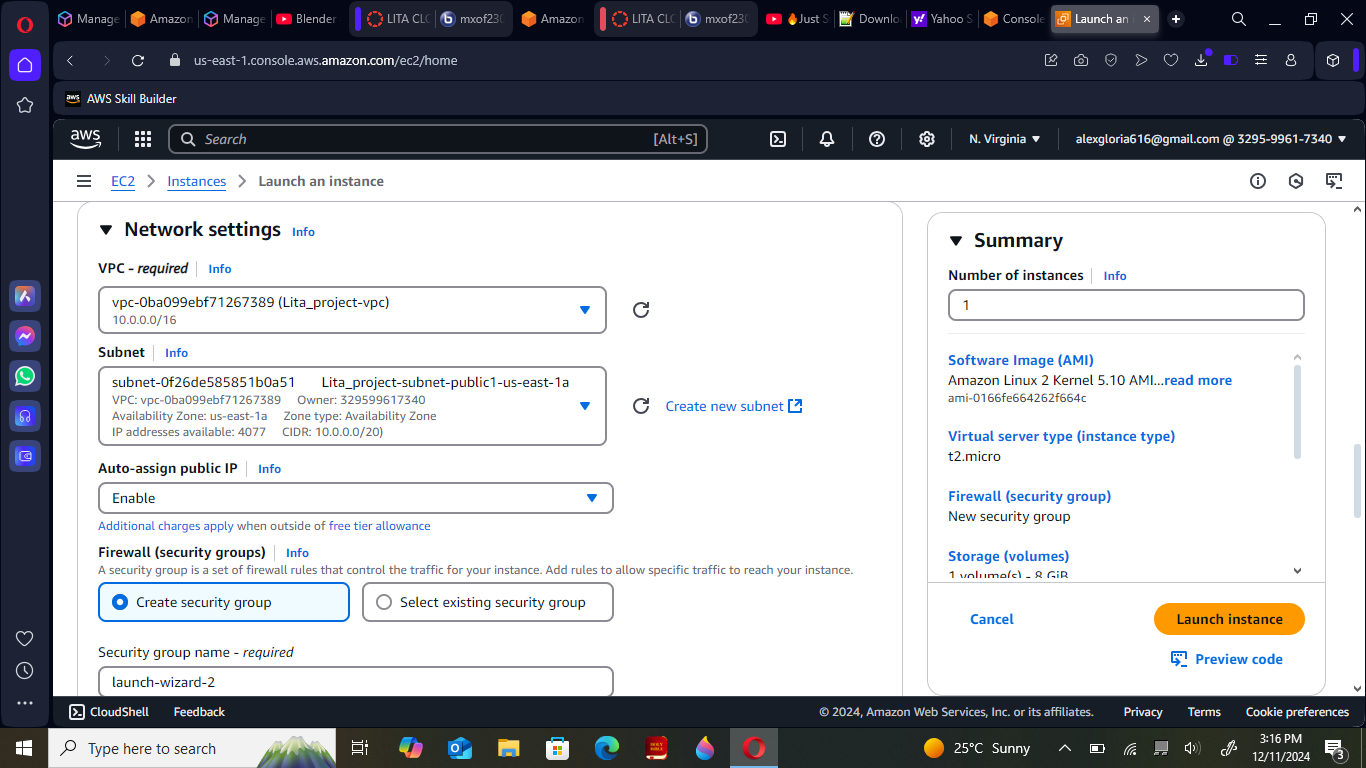 Manage
Amazon
Manage
Blender
LITA CLO
mxof230
Amazon
LITA CLO
mxof230
Just S
Downlo
Yahoo S
Console
Launch an
us-east-1.console.aws.amazon.com/ec2/home
aws AWS Skill Builder
aws
Search
[Alt+S]
N. Virginia
alexgloria616@gmail.com @ 3295-9961-7340
EC2
Instances
Launch an instance
Network settings Info
VPC - required Info
vpc-0ba099ebf71267389 (Lita_project-vpc)
10.0.0.0/16
Subnet Info
subnet-0f26de585851b0a51 Lita_project-subnet-public1-us-east-1a
VPC: vpc-0ba099ebf71267389 Owner: 329599617340
Availability Zone: us-east-1a Zone type: Availability Zone
IP addresses available: 4077 CIDR: 10.0.0.0/20)
Create new subnet
Auto-assign public IP Info
Enable
Additional charges apply when outside of free tier allowance
Firewall (security groups) Info
A security group is a set of firewall rules that control the traffic for your instance. Add rules to allow specific traffic to reach your instance.
Create security group
Select existing security group
Security group name - required
launch-wizard-2
Summary
Number of instances Info
1
Software Image (AMI)
Amazon Linux 2 Kernel 5.10 AMI...read more
ami-0166fe664262f664c
Virtual server type (instance type)
t2.micro
Firewall (security group)
New security group
Storage (volumes)
1 volume(s) - 8 GiB
Cancel
Launch instance
Preview code
CloudShell
Feedback
© 2024, Amazon Web Services, Inc. or its affiliates.
Privacy
Terms
Cookie preferences
Type here to search
HOLY BIBLE
25°C Sunny
3:16 PM
12/11/2024
3